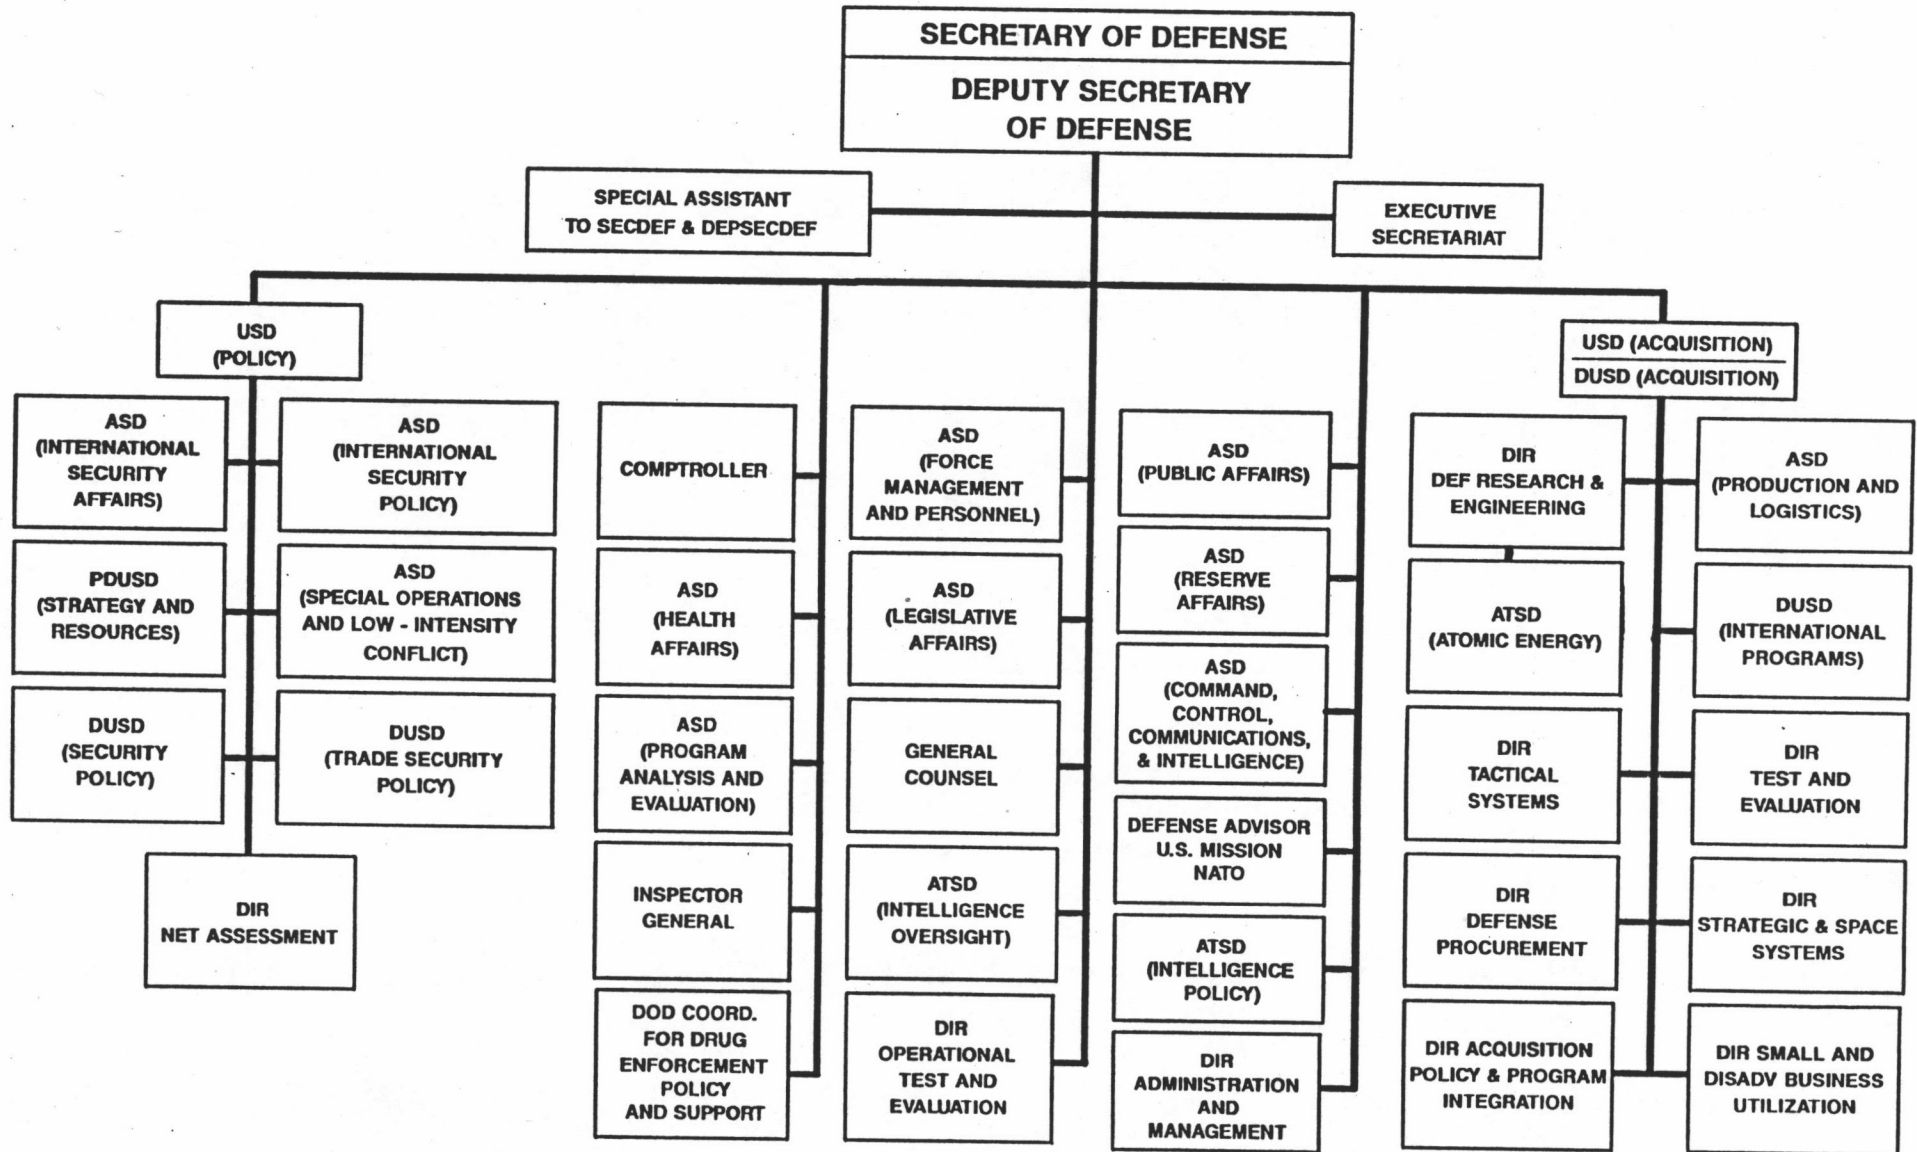 SECRETARY OF DEFENSE
DEPUTY SECRETARY
OF DEFENSE
SPECIAL ASSISTANT
TO SECDEF & DEPSECDEF
EXECUTIVE
SECRETARIAT
USD
(POLICY)
USD (ACQUISITION)
DUSD (ACQUISITION)
ASD
(INTERNATIONAL
SECURITY
AFFAIRS)
ASD
(INTERNATIONAL
SECURITY
POLICY)
PDUSD
(STRATEGY AND
RESOURCES)
ASD
(SPECIAL OPERATIONS
AND LOW - INTENSITY
CONFLICT)
DUSD
(SECURITY
POLICY)
DUSD
(TRADE SECURITY
POLICY)
DIR
NET ASSESSMENT
COMPTROLLER
ASD
(HEALTH
AFFAIRS)
ASD
(PROGRAM
ANALYSIS AND
EVALUATION)
INSPECTOR
GENERAL
DOD COORD.
FOR DRUG
ENFORCEMENT
POLICY
AND SUPPORT
ASD
(FORCE
MANAGEMENT
AND PERSONNEL)
ASD
(LEGISLATIVE
AFFAIRS)
GENERAL
COUNSEL
ATSD
(INTELLIGENCE
OVERSIGHT)
DIR
OPERATIONAL
TEST AND
EVALUATION
ASD
(PUBLIC AFFAIRS)
ASD
(RESERVE
AFFAIRS)
ASD
(COMMAND,
CONTROL,
COMMUNICATIONS,
& INTELLIGENCE)
DEFENSE ADVISOR
U.S. MISSION
NATO
ATSD
(INTELLIGENCE
POLICY)
DIR
ADMINISTRATION
AND
MANAGEMENT
DIR
DEF RESEARCH &
ENGINEERING
ASD
(PRODUCTION AND
LOGISTICS)
ATSD
(ATOMIC ENERGY)
DUSD
(INTERNATIONAL
PROGRAMS)
DIR
TACTICAL
SYSTEMS
DIR
TEST AND
EVALUATION
DIR
DEFENSE
PROCUREMENT
DIR
STRATEGIC & SPACE
SYSTEMS
DIR ACQUISITION
POLICY & PROGRAM
INTEGRATION
DIR SMALL AND
DISADV BUSINESS
UTILIZATION